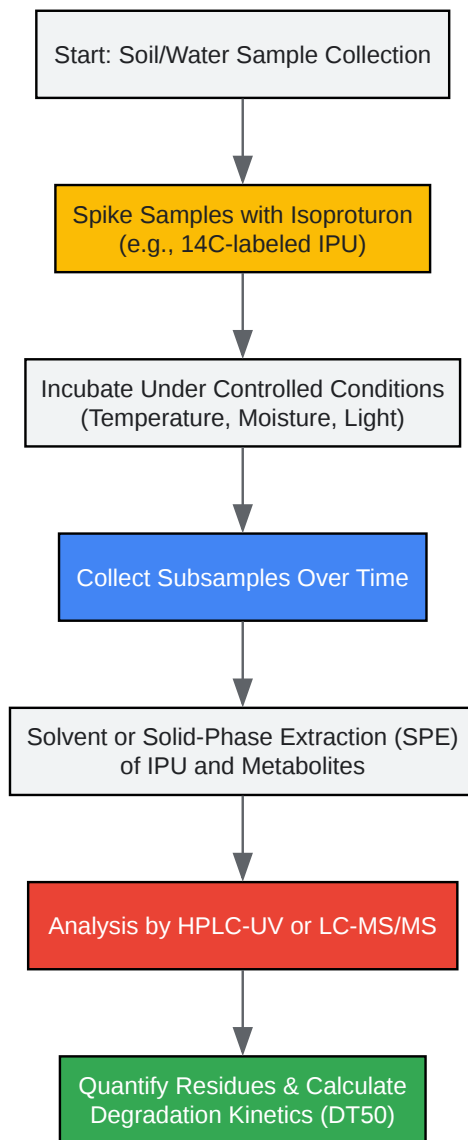 Start: Soil/Water Sample Collection
Spike Samples with Isoproturon
(e.g., 14C-labeled IPU)
Incubate Under Controlled Conditions
(Temperature, Moisture, Light)
Collect Subsamples Over Time
Solvent or Solid-Phase Extraction (SPE)
of IPU and Metabolites
Analysis by HPLC-UV or LC-MS/MS
Quantify Residues & Calculate
Degradation Kinetics (DT50)